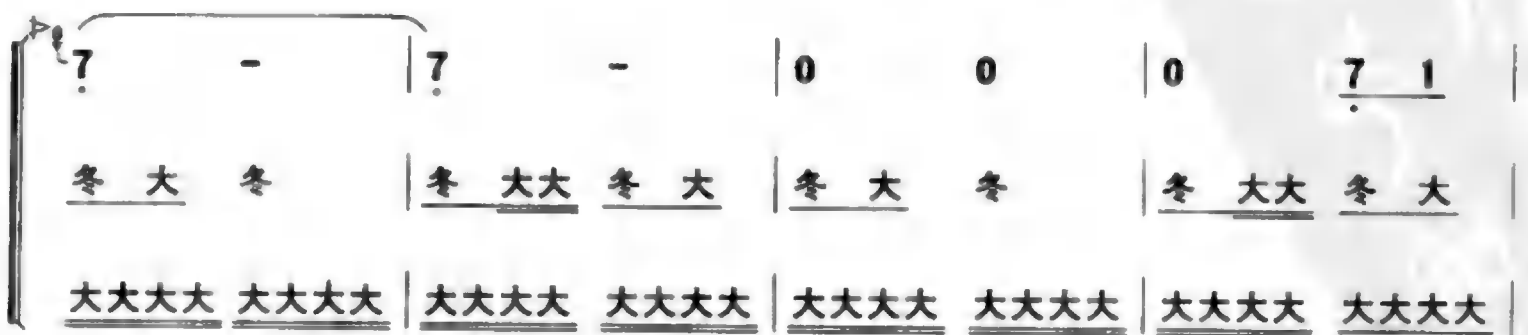 7 - | 7 - | 0 0 | 0 7 1 |
冬 大 冬 | 冬 大大 冬 大 | 冬 大 冬 | 冬 大大 冬 大 |
大大大大 大大大大 | 大大大大 大大大大 | 大大大大 大大大大 | 大大大大 大大大大 |